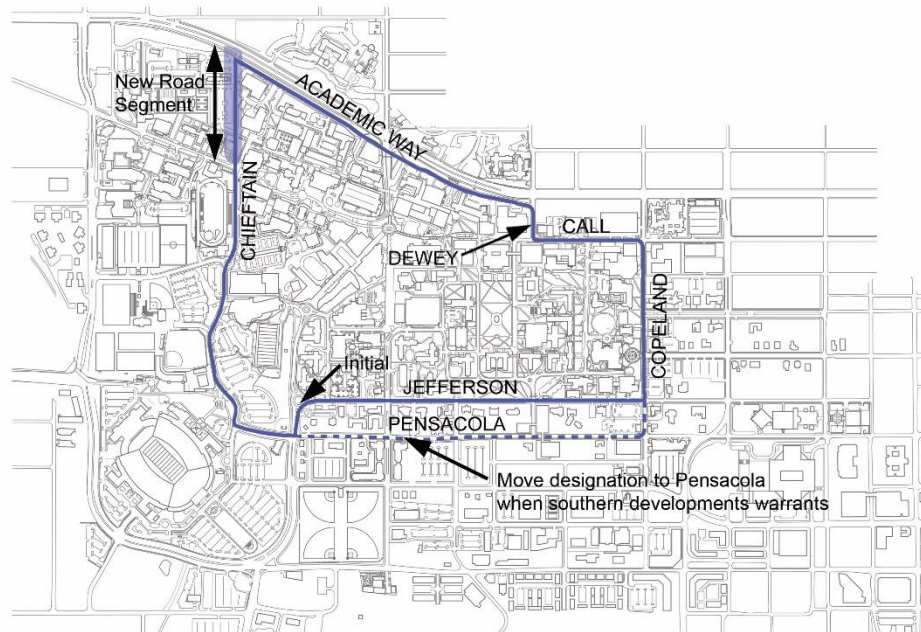 New Road
Segment
ACADEMIC WAY
CHIEFTAIN
CALL
DEWEY
COPELAND
Initial
JEFFERSON
PENSACOLA
Move designation to Pensacola
when southern developments warrants